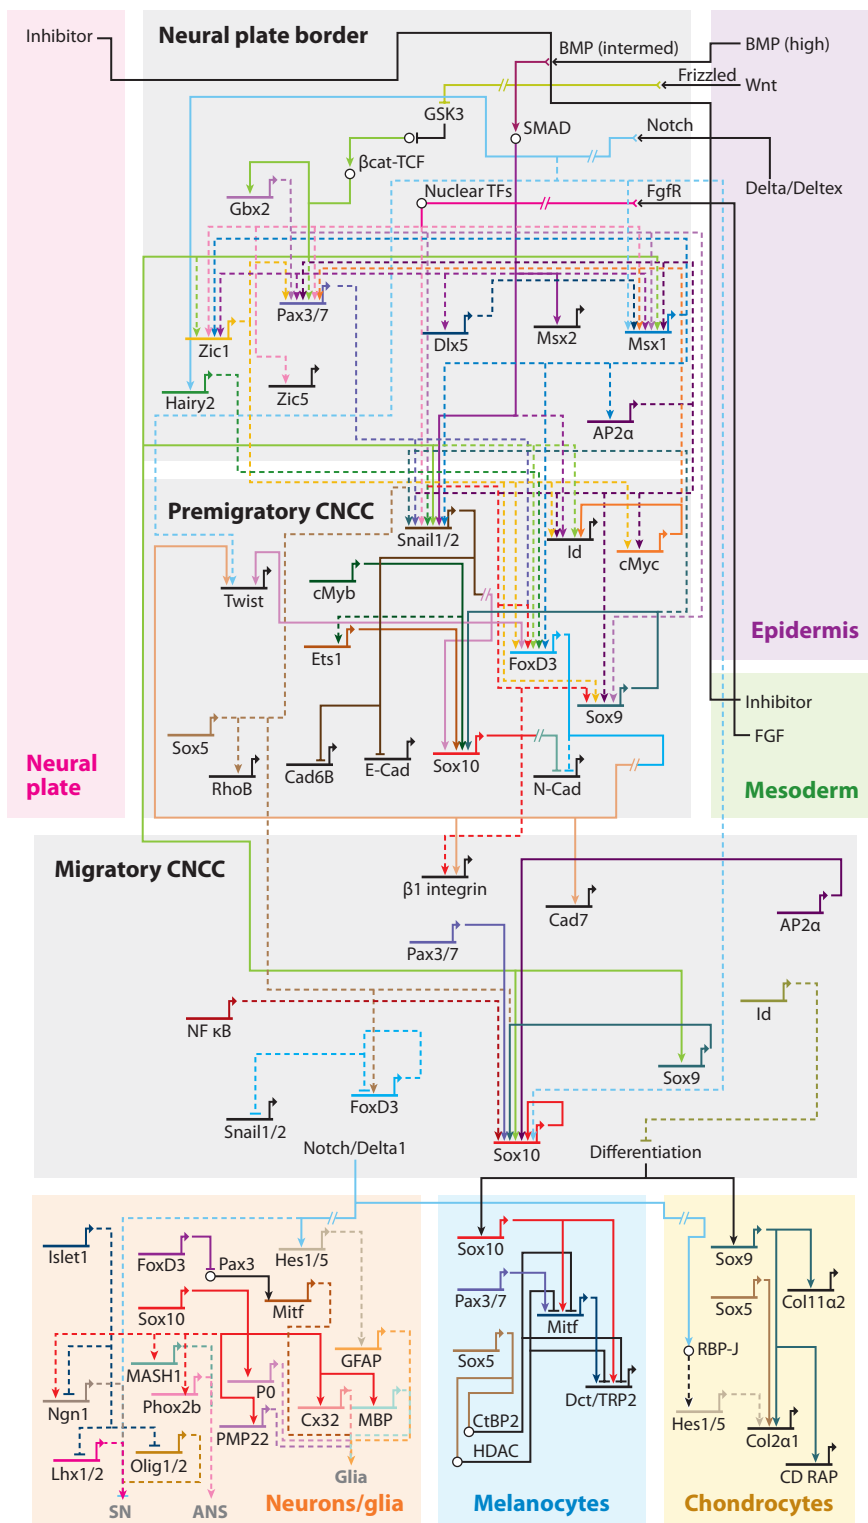 Inhibitor
Neural plate border
BMP (intermed)
BMP (high)
Frizzled
Wnt
GSK3
SMAD
Notch
βcat-TCF
Nuclear TFs
FgfR
Delta/Deltex
Gbx2
Pax3/7
Zic1
Dlx5
Msx2
Msx1
Hairy2
Zic5
AP2α
Premigratory CNCC
Snail1/2
Id
cMyc
Twist
cMyb
Epidermis
Ets1
FoxD3
Sox9
Inhibitor
Sox5
FGF
Neural
plate
RhoB
Cad6B
E-Cad
Sox10
N-Cad
Mesoderm
Migratory CNCC
β1 integrin
Cad7
AP2α
Pax3/7
NF κB
Id
Sox9
FoxD3
Snail1/2
Sox10
Notch/Delta1
Differentiation
Islet1
FoxD3
Pax3
Hes1/5
Sox10
Sox9
Mitf
Sox10
Pax3/7
Mitf
Sox5
Col11α2
MASH1
GFAP
Sox5
RBP-J
Ngn1
Phox2b
P0
Cx32
MBP
Dct/TRP2
PMP22
CtBP2
Hes1/5
Col2α1
Lhx1/2
Olig1/2
HDAC
Glia
CD RAP
SN
ANS
Neurons/glia
Melanocytes
Chondrocytes